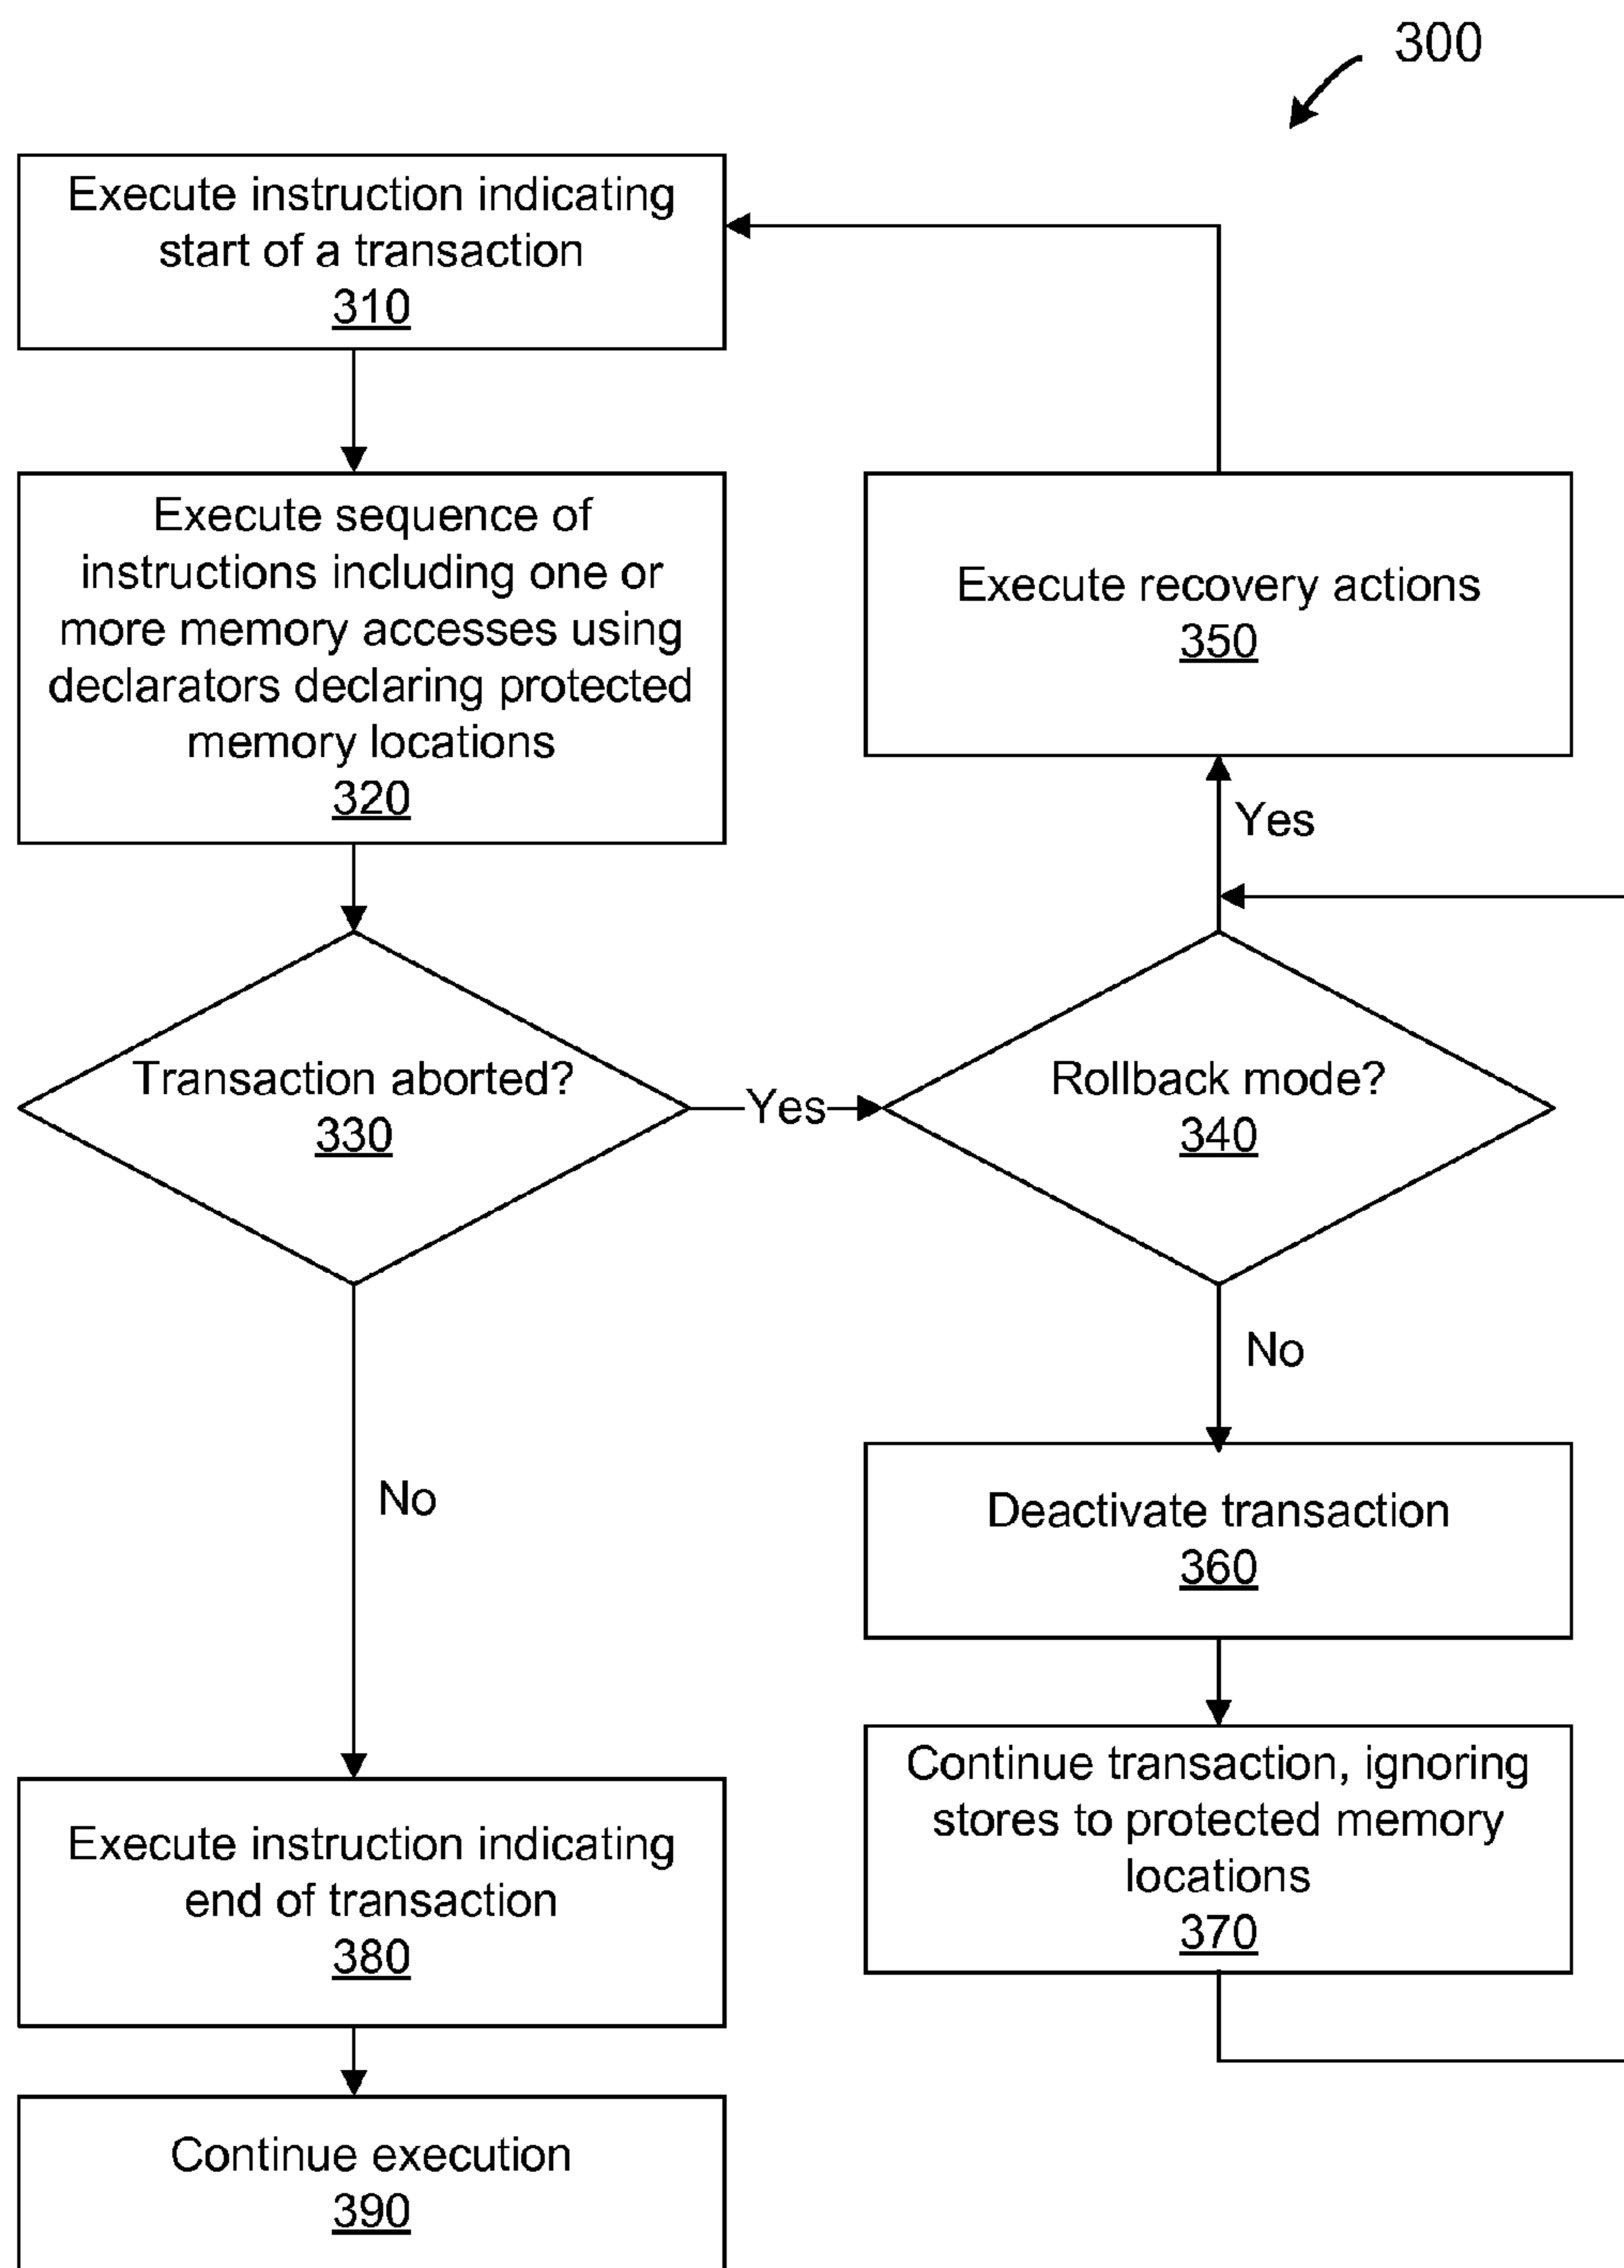 300
Execute instruction indicating
start of a transaction
310
Execute sequence of
instructions including one or
more memory accesses using
declarators declaring protected
memory locations
320
Execute recovery actions
350
Yes
Transaction aborted?
330
Yes
Rollback mode?
340
No
No
Deactivate transaction
360
Continue transaction, ignoring
stores to protected memory
locations
370
Execute instruction indicating
end of transaction
380
Continue execution
390